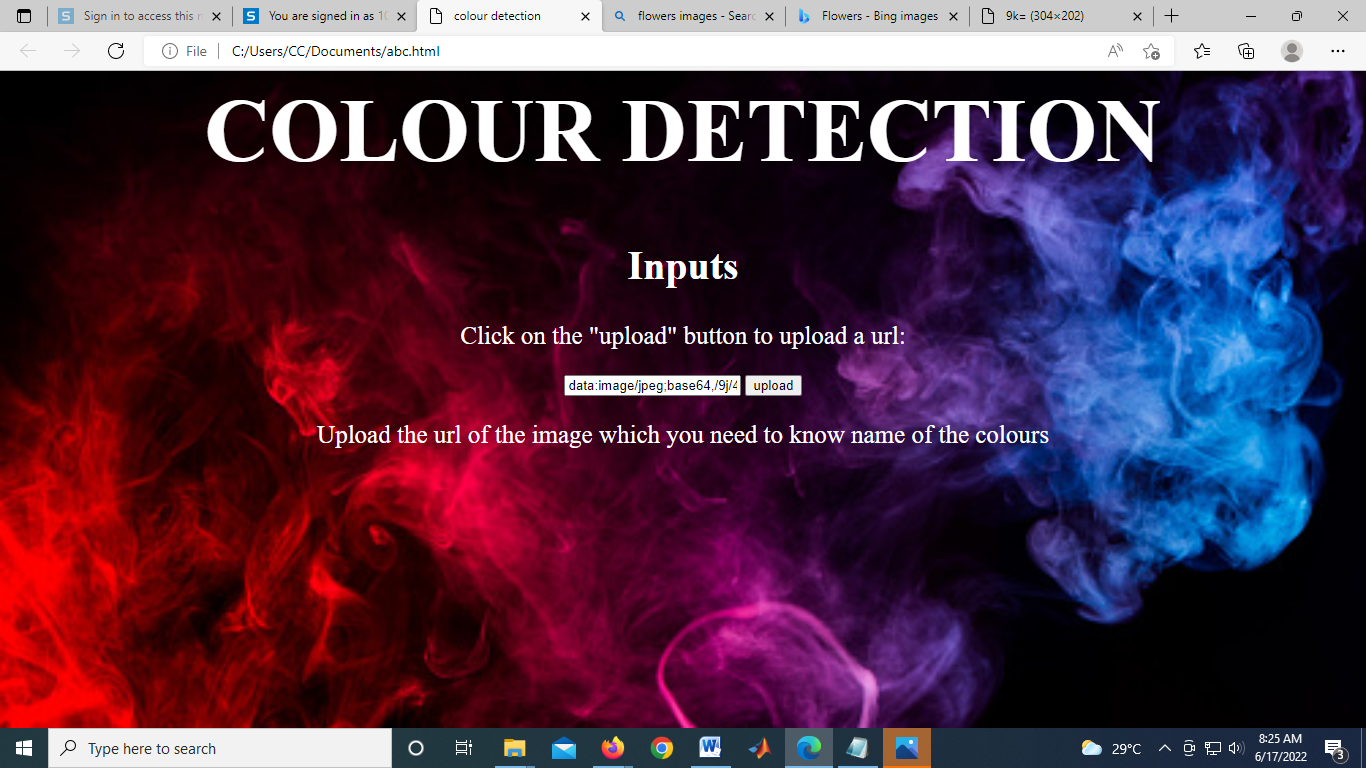 Sign in to access this n
You are signed in as 10
colour detection
flowers images - Searc
Flowers - Bing images
9k= (304×202)
File
C:/Users/CC/Documents/abc.html
COLOUR DETECTION
Inputs
Click on the "upload" button to upload a url:
data:image/jpeg;base64,/9j/4 upload
Upload the url of the image which you need to know name of the colours
Type here to search
29°C
8:25 AM
6/17/2022
3